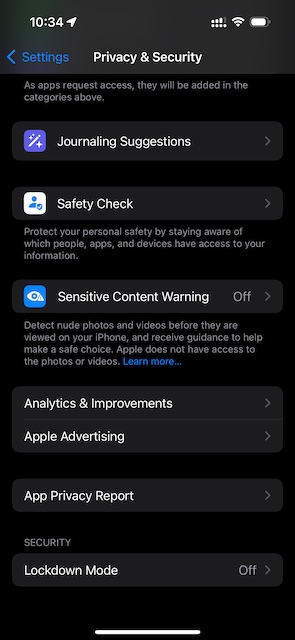 10:34
Settings
Privacy & Security
As apps request access, they will be added in the
categories above.
Journaling Suggestions
Safety Check
Protect your personal safety by staying aware of
which people, apps, and devices have access to your
information.
Sensitive Content Warning Off
Detect nude photos and videos before they are
viewed on your iPhone, and receive guidance to help
make a safe choice. Apple does not have access to
the photos or videos. Learn more...
Analytics & Improvements
Apple Advertising
App Privacy Report
SECURITY
Lockdown Mode Off